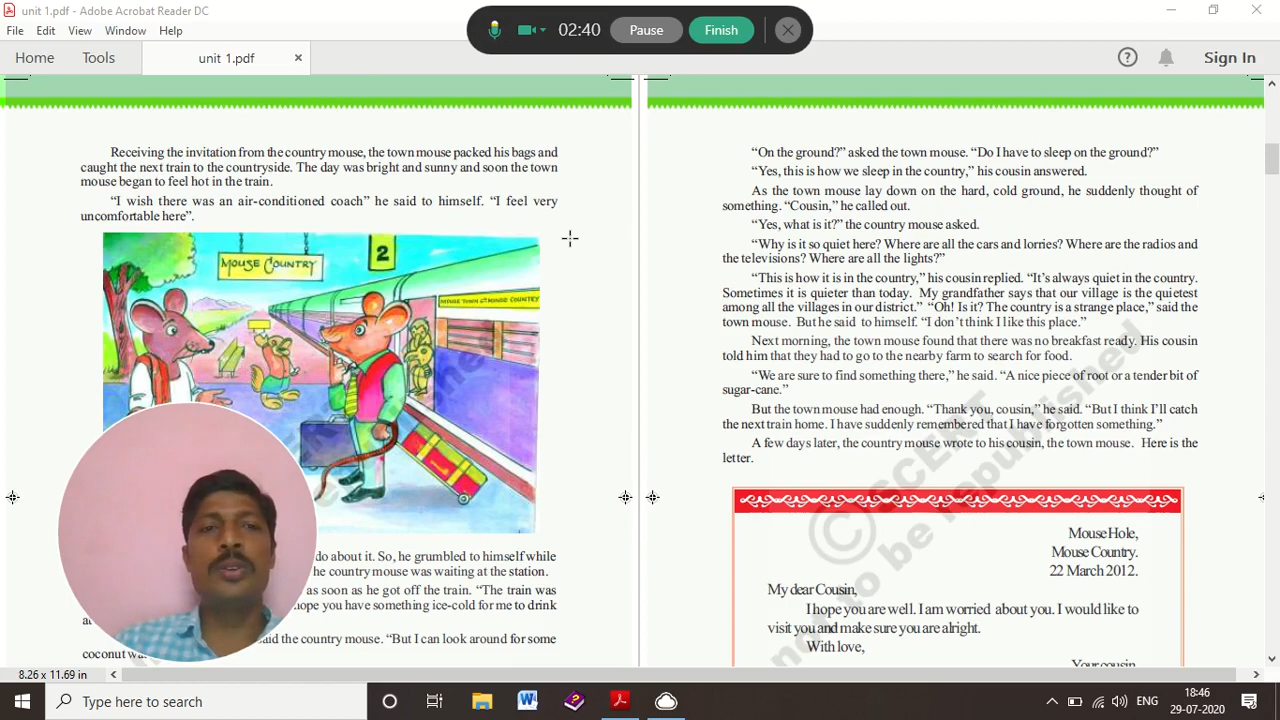 unit 1.pdf - Adobe Acrobat Reader DC
02:40
Pause
Finish
File Edit View Window Help
Home Tools unit 1.pdf Sign In
Receiving the invitation from the country mouse, the town mouse packed his bags and
caught the next train to the countryside. The day was bright and sunny and soon the town
mouse began to feel hot in the train.
“I wish there was an air-conditioned coach” he said to himself. “I feel very
uncomfortable here”.
MOUSE COUNTRY
2
MOUSE TOWN MOUSE COUNTRY
do about it. So, he grumbled to himself while
he country mouse was waiting at the station.
as soon as he got off the train. “The train was
hope you have something ice-cold for me to drink
said the country mouse. “But I can look around for some
coconut
“On the ground?” asked the town mouse. “Do I have to sleep on the ground?”
“Yes, this is how we sleep in the country,” his cousin answered.
As the town mouse lay down on the hard, cold ground, he suddenly thought of
something. “Cousin,” he called out.
“Yes, what is it?” the country mouse asked.
“Why is it so quiet here? Where are all the cars and lorries? Where are the radios and
the televisions? Where are all the lights?”
“This is how it is in the country,” his cousin replied. “It’s always quiet in the country.
Sometimes it is quieter than today. My grandfather says that our village is the quietest
among all the villages in our district.” “Oh! Is it? The country is a strange place,” said the
town mouse. But he said to himself. “I don’t think I like this place.”
Next morning, the town mouse found that there was no breakfast ready. His cousin
told him that they had to go to the nearby farm to search for food.
“We are sure to find something there,” he said. “A nice piece of root or a tender bit of
sugar-cane.”
But the town mouse had enough. “Thank you, cousin,” he said. “But I think I’ll catch
the next train home. I have suddenly remembered that I have forgotten something.”
A few days later, the country mouse wrote to his cousin, the town mouse. Here is the
letter.
Mouse Hole,
Mouse Country.
22 March 2012.
My dear Cousin,
I hope you are well. I am worried about you. I would like to
visit you and make sure you are alright.
With love,
Your cousin
© SCERT
not to be republished
8.26 x 11.69 in
Type here to search
ENG
18:46
29-07-2020